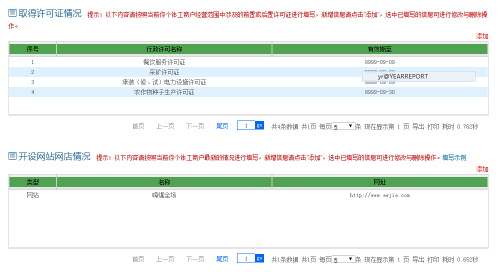 取得许可证情况 提示：以下内容请按照当前你个体工商户经营范围中涉及的前置或后置许可证进行填写。新增信息请点击"添加"，选中已填写的信息可进行修改与删除操作。
添加
序号 行政许可名称 有效期至
1 餐饮服务许可证 9999-09-09
2 采矿许可证
3 承装（修、试）电力设施许可证
4 农作物种子生产许可证 9999-09-30
yr@YEARREPORT
首页 上一页 下一页 尾页 1 go 共4条数据 共1页 每页 5 条 现在显示第 1 页 导出 打印 耗时 0.762秒
开设网站网店情况 提示：以下内容请按照当前你个体工商户最新的情况进行填写。新增信息请点击"添加"，选中已填写的信息可进行修改与删除操作。填写示例
添加
类型 名称 网址
网站 http://www.
首页 上一页 下一页 尾页 1 go 共1条数据 共1页 每页 5 条 现在显示第 1 页 导出 打印 耗时 0.652秒